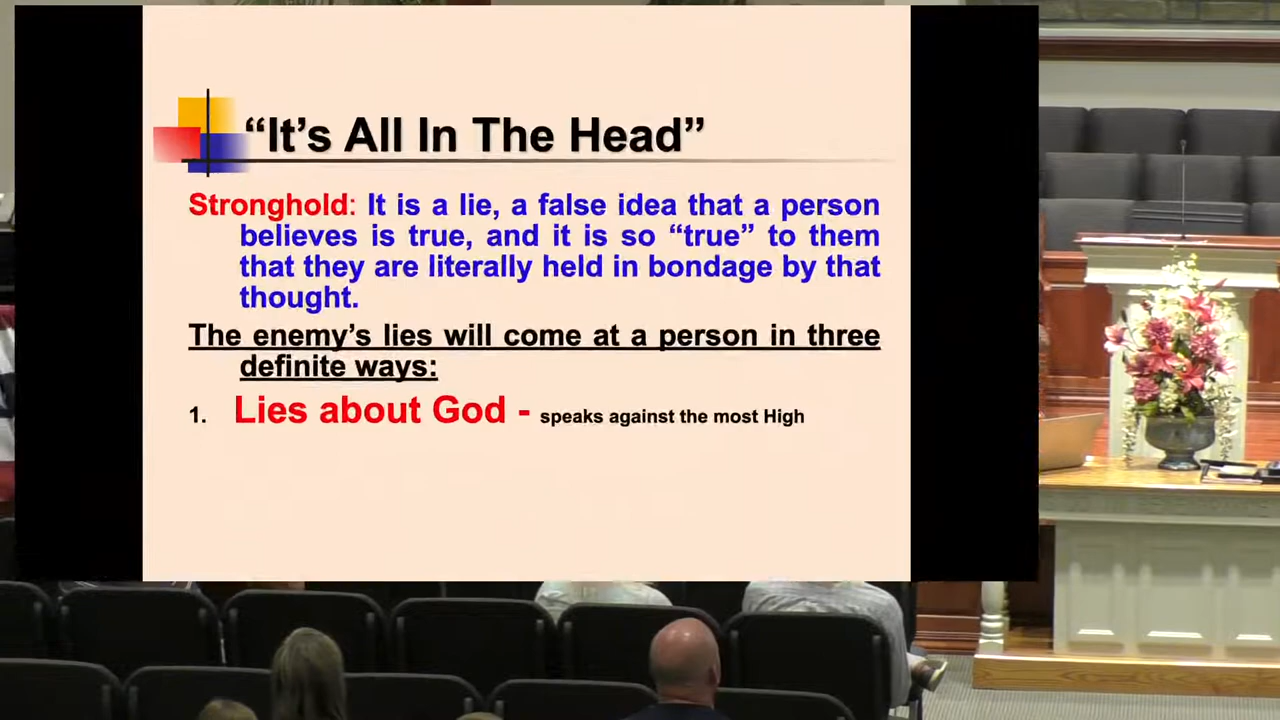 “It’s All In The Head”
Stronghold: It is a lie, a false idea that a person
believes is true, and it is so “true” to them
that they are literally held in bondage by that
thought.
The enemy’s lies will come at a person in three
definite ways:
1. Lies about God - speaks against the most High